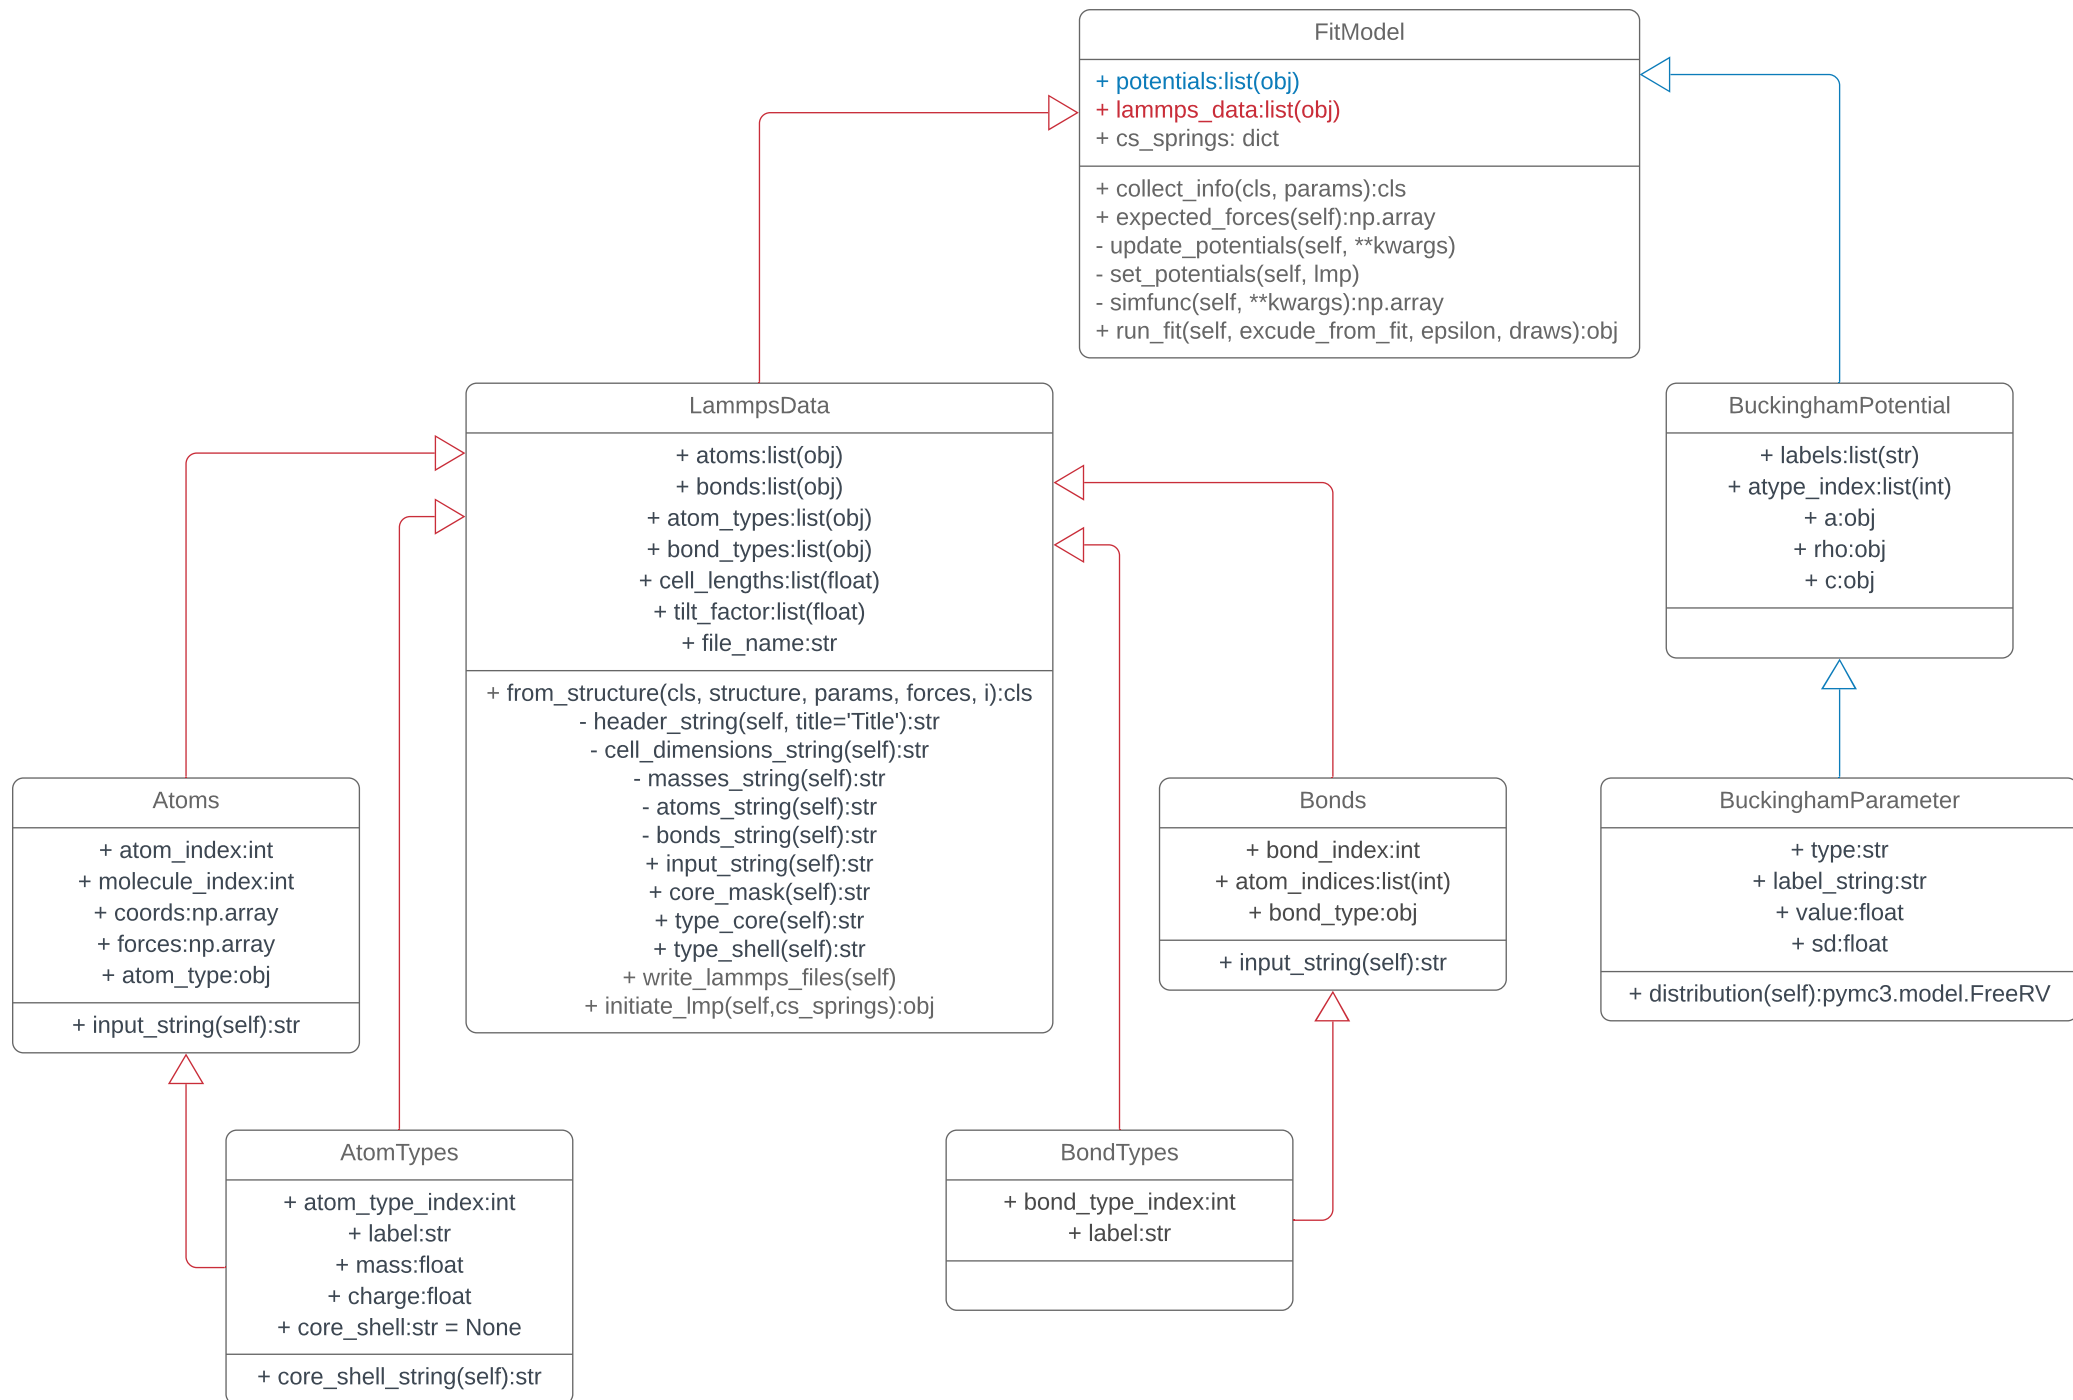 FitModel
+ potentials:list(obj)
+ lammps_data:list(obj)
+ cs_springs: dict
+ collect_info(cls, params):cls
+ expected_forces(self):np.array
- update_potentials(self, **kwargs)
- set_potentials(self, lmp)
- simfunc(self, **kwargs):np.array
+ run_fit(self, excude_from_fit, epsilon, draws):obj
LammpsData
+ atoms:list(obj)
+ bonds:list(obj)
+ atom_types:list(obj)
+ bond_types:list(obj)
+ cell_lengths:list(float)
+ tilt_factor:list(float)
+ file_name:str
+ from_structure(cls, structure, params, forces, i):cls
- header_string(self, title='Title'):str
- cell_dimensions_string(self):str
- masses_string(self):str
- atoms_string(self):str
- bonds_string(self):str
+ input_string(self):str
+ core_mask(self):str
+ type_core(self):str
+ type_shell(self):str
+ write_lammps_files(self)
+ initiate_lmp(self,cs_springs):obj
BuckinghamPotential
+ labels:list(str)
+ atype_index:list(int)
+ a:obj
+ rho:obj
+ c:obj
Atoms
+ atom_index:int
+ molecule_index:int
+ coords:np.array
+ forces:np.array
+ atom_type:obj
+ input_string(self):str
Bonds
+ bond_index:int
+ atom_indices:list(int)
+ bond_type:obj
+ input_string(self):str
BuckinghamParameter
+ type:str
+ label_string:str
+ value:float
+ sd:float
+ distribution(self):pymc3.model.FreeRV
AtomTypes
+ atom_type_index:int
+ label:str
+ mass:float
+ charge:float
+ core_shell:str = None
+ core_shell_string(self):str
BondTypes
+ bond_type_index:int
+ label:str